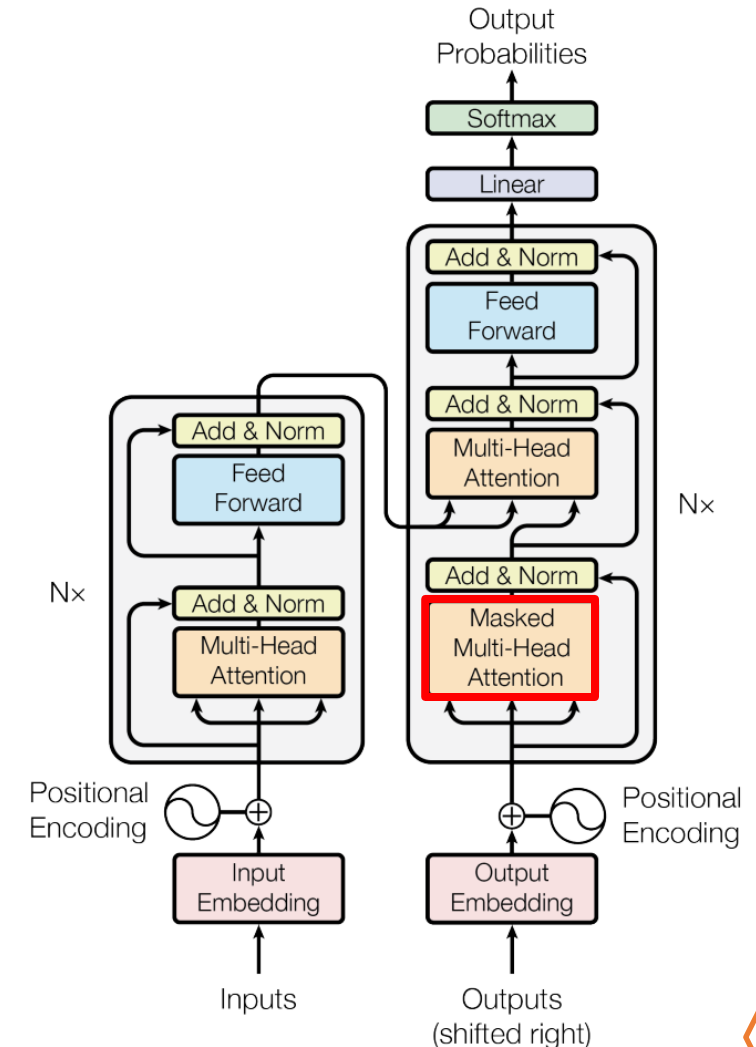 Output
Probabilities
Softmax
Linear
Add & Norm
Feed
Forward
Add & Norm
Multi-Head
Attention
Nx
Add & Norm
Masked
Multi-Head
Attention
Positional
Encoding
Output
Embedding
Outputs
(shifted right)
Add & Norm
Feed
Forward
Nx
Add & Norm
Multi-Head
Attention
Positional
Encoding
Input
Embedding
Inputs